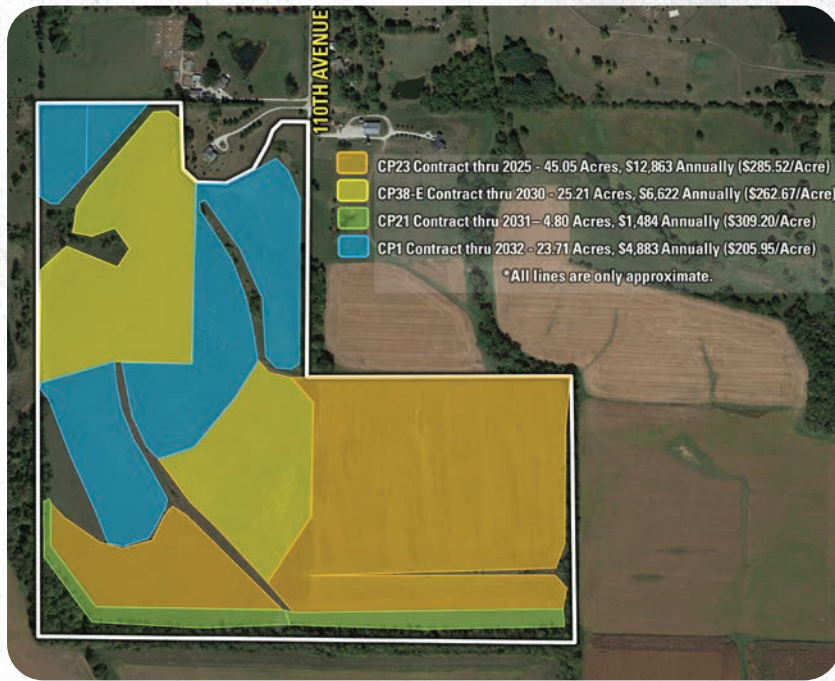 110TH AVENUE
CP23 Contract thru 2025 - 45.05 Acres, $12,863 Annually ($285.52/Acre)
CP38-E Contract thru 2030 - 25.21 Acres, $6,622 Annually ($262.67/Acre)
CP21 Contract thru 2031– 4.80 Acres, $1,484 Annually ($309.20/Acre)
CP1 Contract thru 2032 - 23.71 Acres, $4,883 Annually ($205.95/Acre)
*All lines are only approximate.